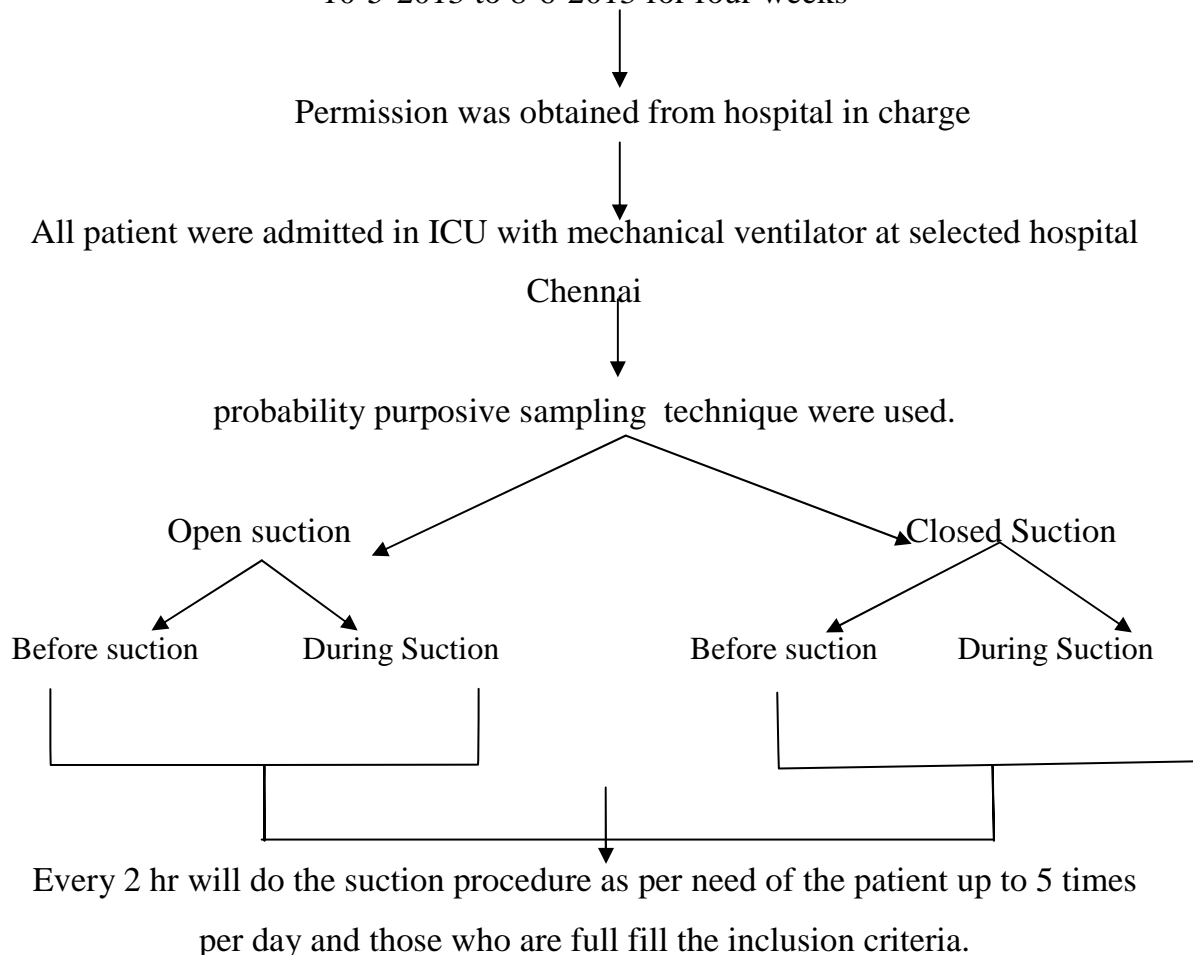 for four weeks
Permission was obtained from hospital in charge
All patient were admitted in ICU with mechanical ventilator at selected hospital
Chennai
probability purposive sampling technique were used.
Open suction
Closed Suction
Before suction
During Suction
Before suction
During Suction
Every 2 hr will do the suction procedure as per need of the patient up to 5 times
per day and those who are full fill the inclusion criteria.